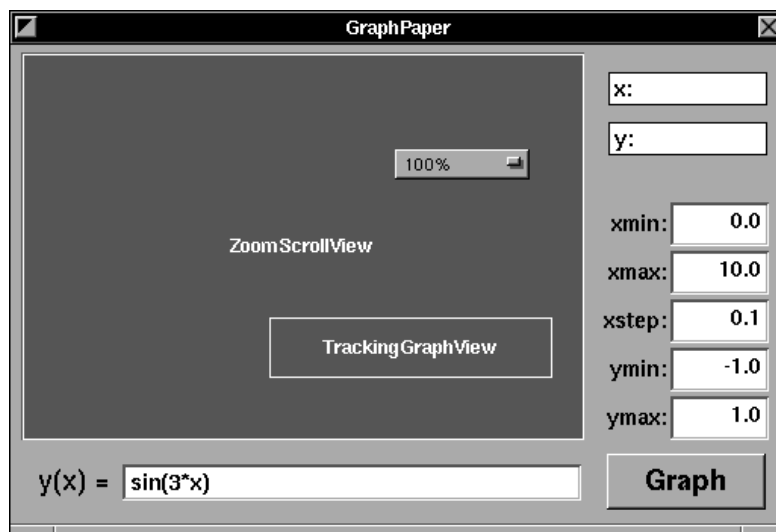 GraphPaper
x:
y:
100%
ZoomScrollView
TrackingGraphView
xmin: 0.0
xmax: 10.0
xstep: 0.1
ymin: -1.0
ymax: 1.0
y(x) = sin(3*x)
Graph